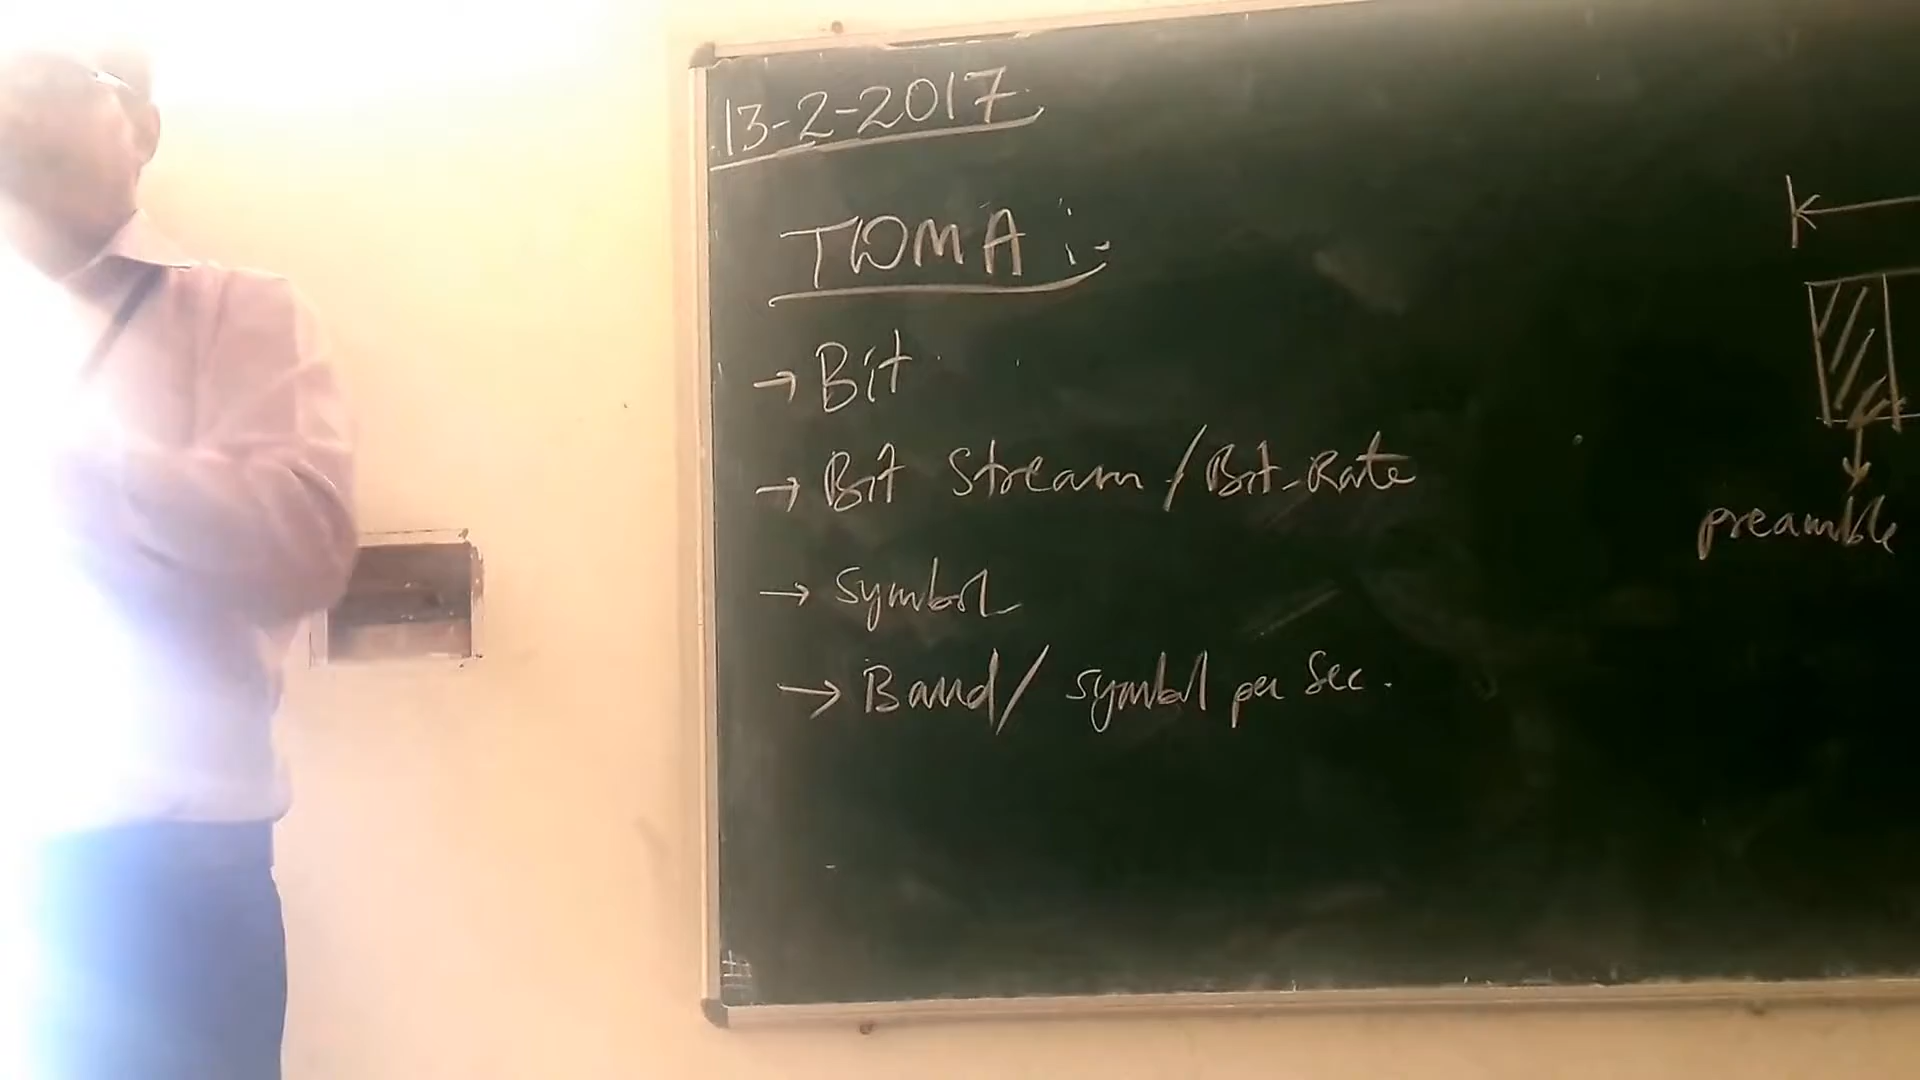 13-2-2017
TDMA :-
→ Bit
→ Bit Stream / Bit-Rate
→ Symbol
→ Baud / symbol per Sec.
preamble